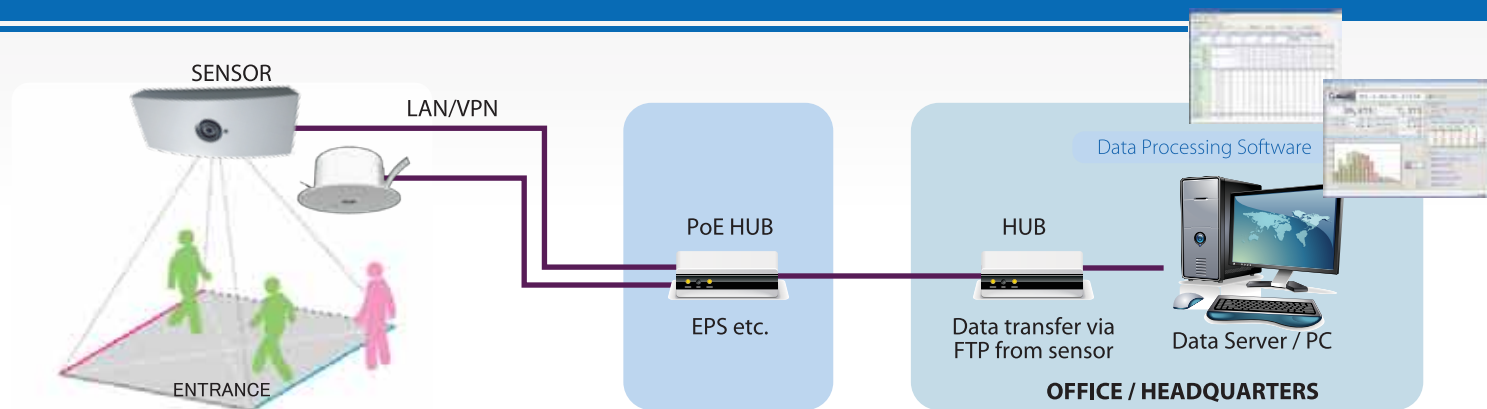 SENSOR
LAN/VPN
ENTRANCE
PoE HUB
EPS etc.
Data Processing Software
HUB
Data transfer via
FTP from sensor
Data Server / PC
OFFICE / HEADQUARTERS